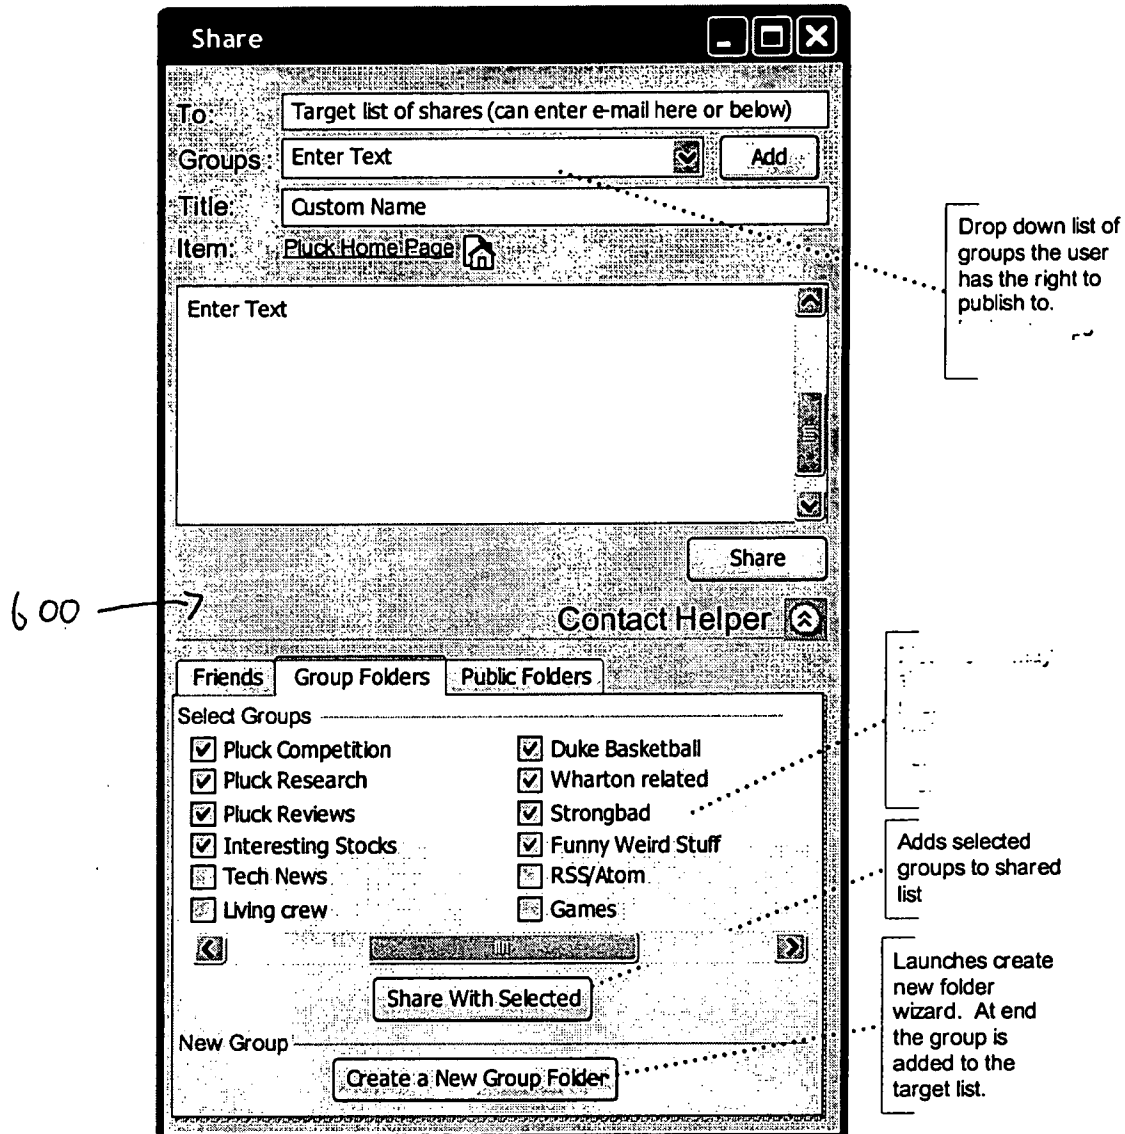 Share
To: Target list of shares (can enter e-mail here or below)
Groups : Enter Text Add
Title: Custom Name
Item: Pluck Home Page
Enter Text
Share
Contact Helper
Friends Group Folders Public Folders
Select Groups
Pluck Competition Duke Basketball
Pluck Research Wharton related
Pluck Reviews Strongbad
Interesting Stocks Funny Weird Stuff
Tech News RSS/Atom
Living crew Games
Share With Selected
New Group
Create a New Group Folder
600
Drop down list of
groups the user
has the right to
publish to.
Adds selected
groups to shared
list
Launches create
new folder
wizard. At end
the group is
added to the
target list.